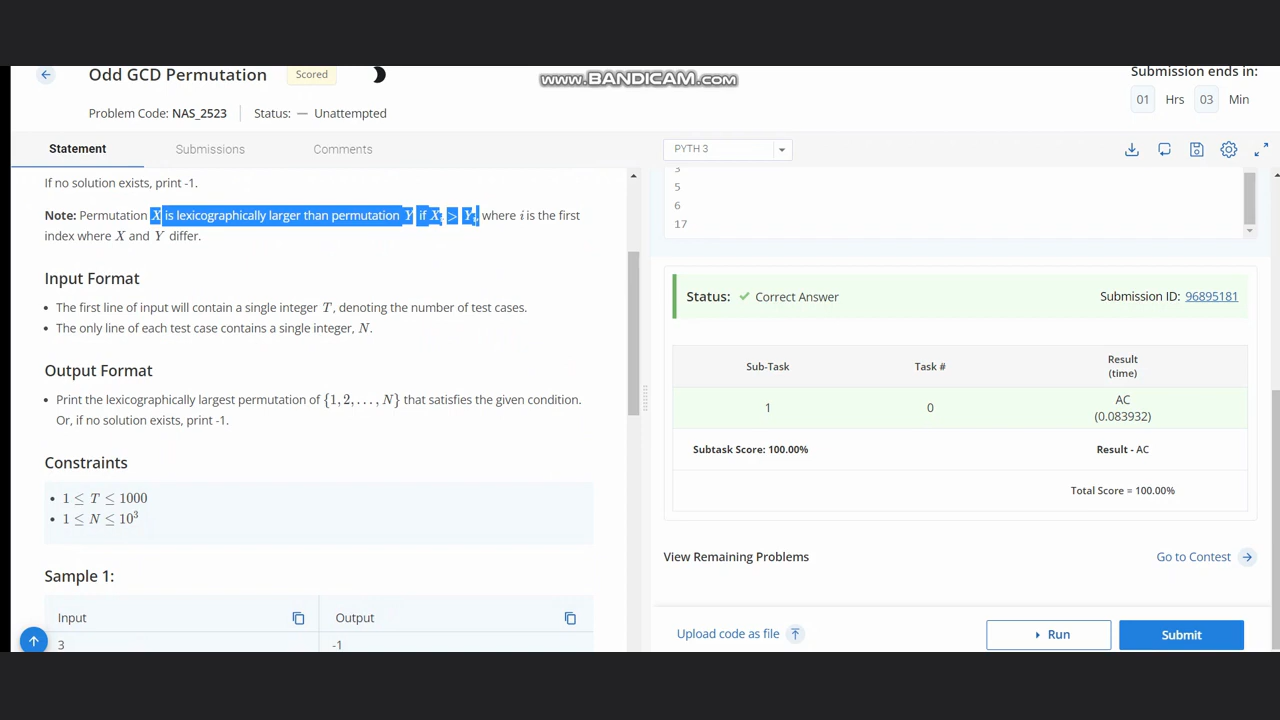 www.BANDICAM.com
Odd GCD Permutation
Scored
Submission ends in:
01 Hrs 03 Min
Problem Code: NAS_2523
Status: — Unattempted
Statement
Submissions
Comments
PYTH 3
If no solution exists, print -1.
Note: Permutation X is lexicographically larger than permutation Y if Xᵢ > Yᵢ, where i is the first
index where X and Y differ.
Input Format
• The first line of input will contain a single integer T, denoting the number of test cases.
• The only line of each test case contains a single integer, N.
Output Format
• Print the lexicographically largest permutation of {1, 2, . . . , N} that satisfies the given condition.
Or, if no solution exists, print -1.
Constraints
• 1 ≤ T ≤ 1000
• 1 ≤ N ≤ 10³
Sample 1:
Input
Output
3
-1
3
5
6
17
Status: ✓ Correct Answer
Submission ID: 96895181
Sub-Task
Task #
Result
(time)
1
0
AC
(0.083932)
Subtask Score: 100.00%
Result - AC
Total Score = 100.00%
View Remaining Problems
Go to Contest
Upload code as file
Run
Submit